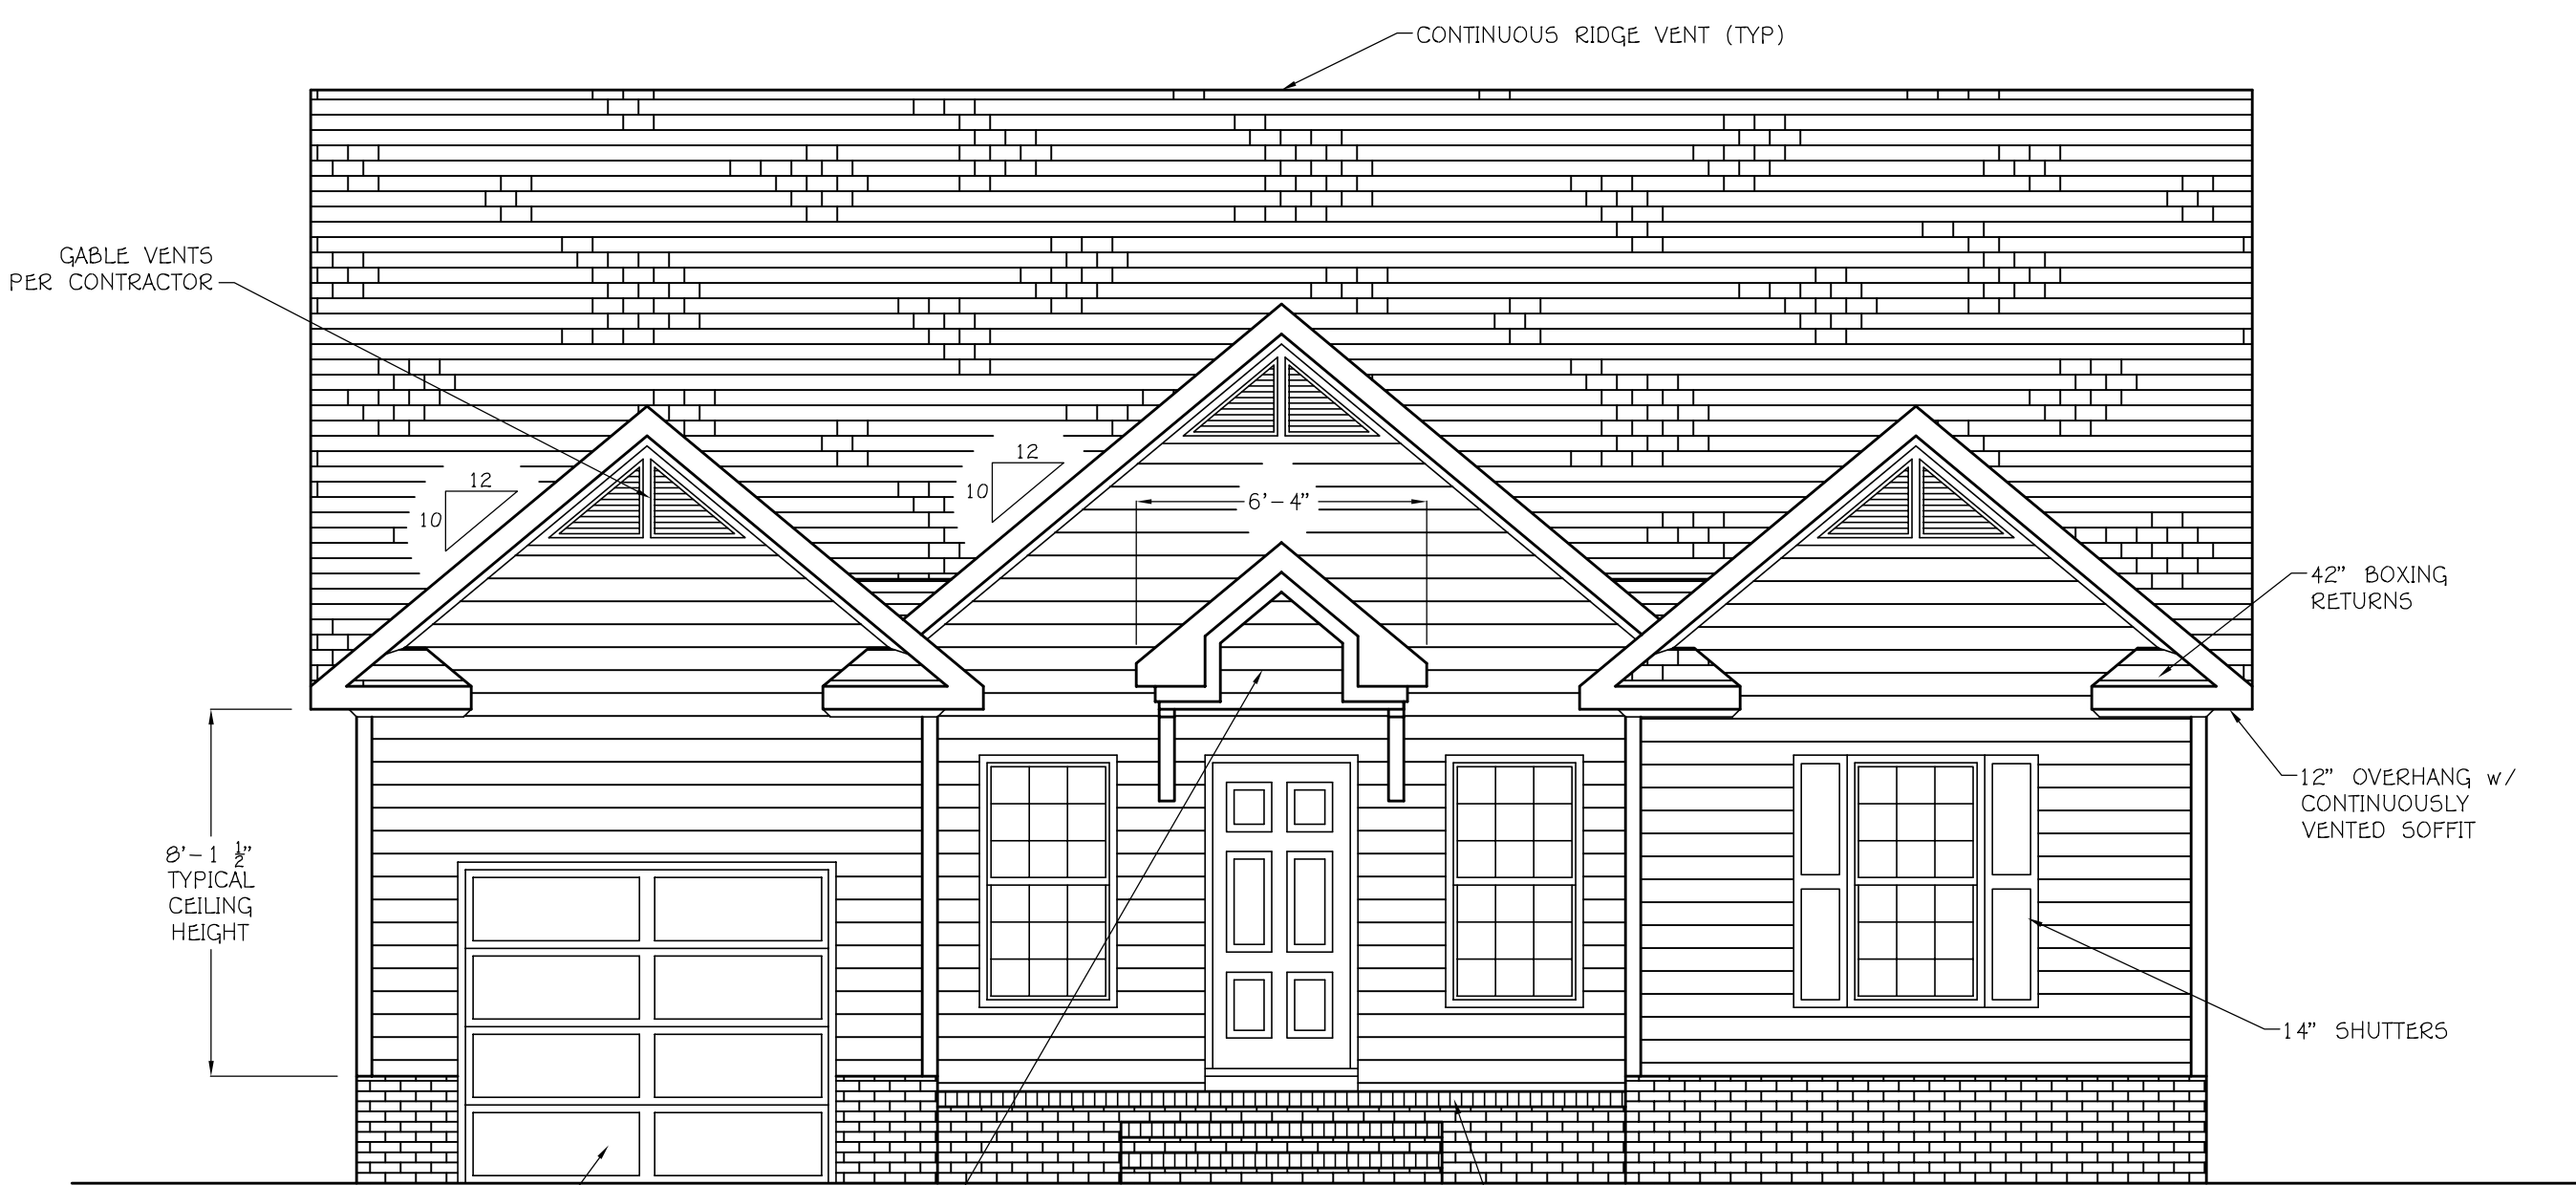 CONTINUOUS RIDGE VENT (TYP)
GABLE VENTS
PER CONTRACTOR
12
10
12
10
6'-4"
42" BOXING
RETURNS
12" OVERHANG w/
CONTINUOUSLY
VENTED SOFFIT
8'-1 ½"
TYPICAL
CEILING
HEIGHT
14" SHUTTERS